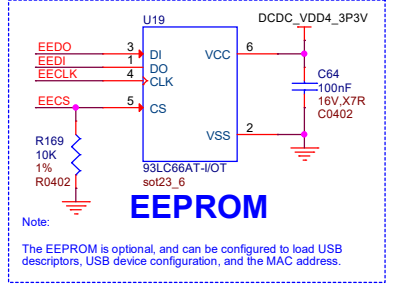 U19
DCDC_VDD4_3P3V
EEDO 3 DI VCC 6
EEDI 1 DO
EECLK 4 CLK
C64
100nF
16V,X7R
C0402
EECS 5 CS
VSS 2
R169
10K
1%
R0402
93LC66AT-I/OT
sot23_6
EEPROM
Note:
The EEPROM is optional, and can be configured to load USB
descriptors, USB device configuration, and the MAC address.